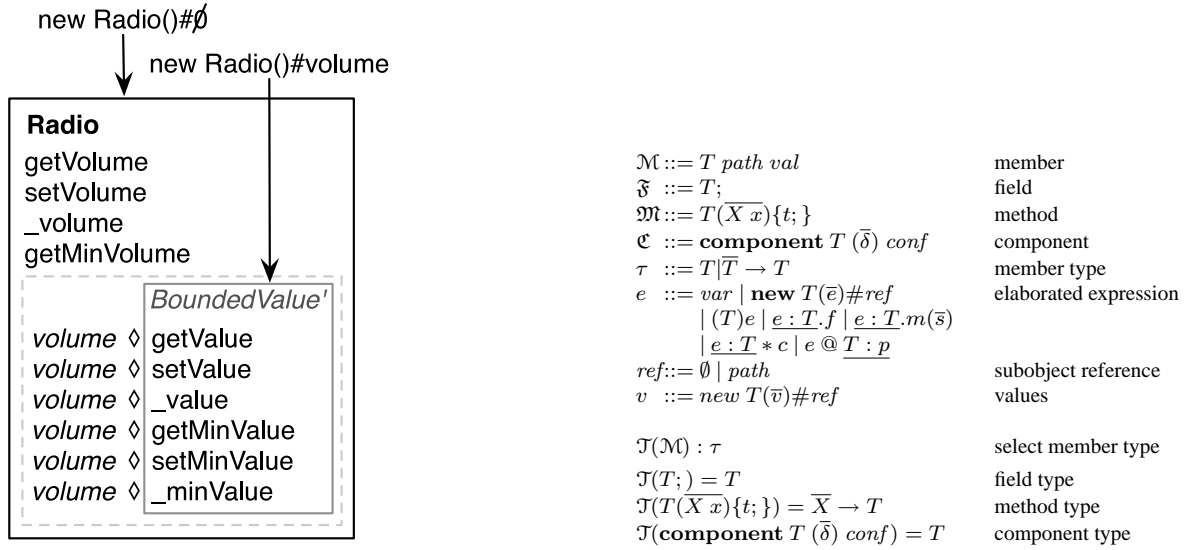 new Radio()#∅
new Radio()#volume
Radio
getVolume
setVolume
_volume
getMinVolume
BoundedValue'
volume ◊ getValue
volume ◊ setValue
volume ◊ _value
volume ◊ getMinValue
volume ◊ setMinValue
volume ◊ _minValue
ℳ ::= T path val member
𝔉 ::= T; field
𝔐 ::= T(X̅ x̅){t; } method
ℭ ::= component T (δ̅) conf component
τ ::= T|T̅ → T member type
e ::= var | new T(e̅)#ref elaborated expression
| (T)e | e : T.f | e : T.m(s̅)
| e : T ∗ c | e @ T : p
ref::= ∅ | path subobject reference
v ::= new T(v̅)#ref values
𝒯(ℳ) : τ select member type
𝒯(T; ) = T field type
𝒯(T(X̅ x̅){t; }) = X̅ → T method type
𝒯(component T (δ̅) conf) = T component type